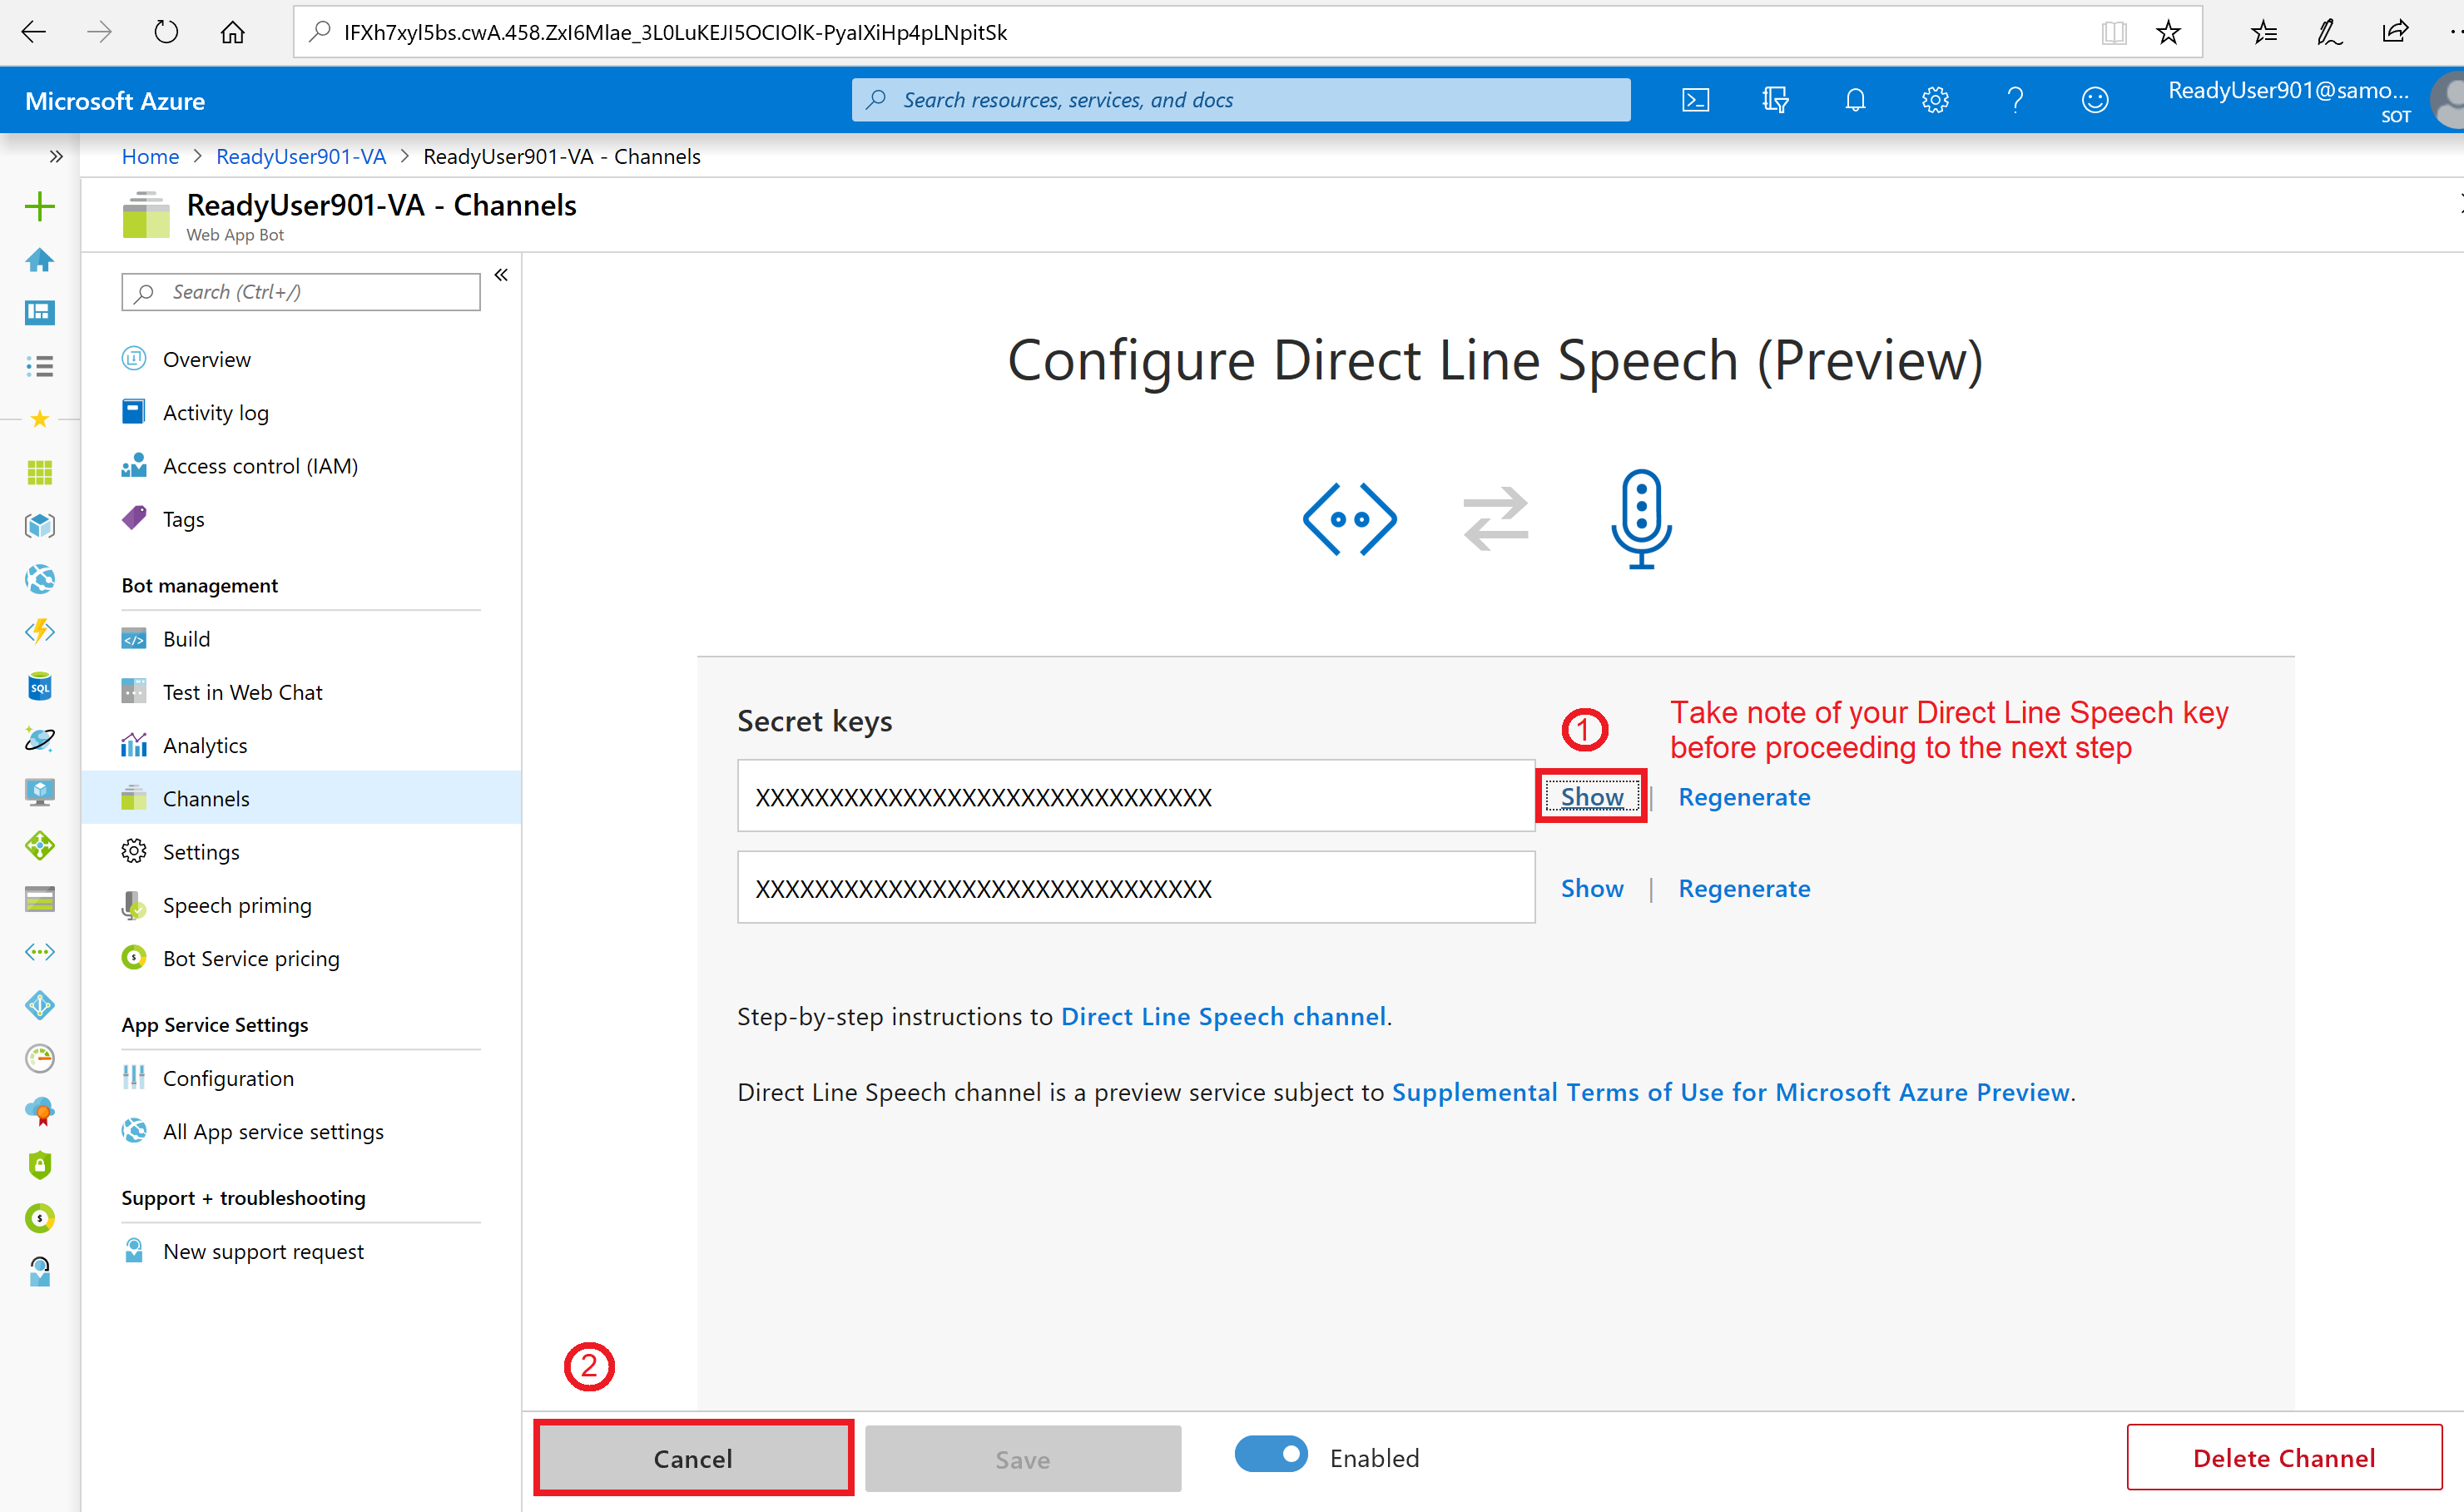 IFXh7xyl5bs.cwA.458.ZxI6Mlae_3L0LuKEJI5OCIOlK-PyaIXiHp4pLNpitSk
Microsoft Azure
Search resources, services, and docs
ReadyUser901@samo...
SOT
Home > ReadyUser901-VA > ReadyUser901-VA - Channels
ReadyUser901-VA - Channels
Web App Bot
Search (Ctrl+/)
Overview
Activity log
Access control (IAM)
Tags
Bot management
Build
Test in Web Chat
Analytics
Channels
Settings
Speech priming
Bot Service pricing
App Service Settings
Configuration
All App service settings
Support + troubleshooting
New support request
Configure Direct Line Speech (Preview)
Secret keys
1
Take note of your Direct Line Speech key
before proceeding to the next step
XXXXXXXXXXXXXXXXXXXXXXXXXXXXXXX
Show | Regenerate
XXXXXXXXXXXXXXXXXXXXXXXXXXXXXXX
Show | Regenerate
Step-by-step instructions to Direct Line Speech channel.
Direct Line Speech channel is a preview service subject to Supplemental Terms of Use for Microsoft Azure Preview.
2
Cancel
Save
Enabled
Delete Channel
SQL